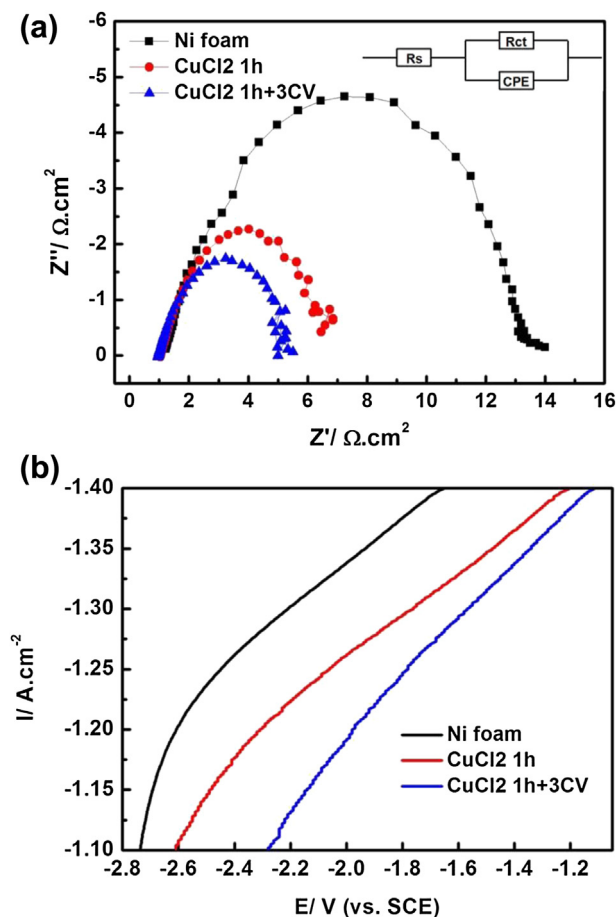 (a)
Ni foam
CuCl2 1h
CuCl2 1h+3CV
Rs
Rct
CPE
Z''/ Ω.cm²
-6
-5
-4
-3
-2
-1
0
0 2 4 6 8 10 12 14 16
Z'/ Ω.cm²
(b)
I/ A.cm⁻²
-1.40
-1.35
-1.30
-1.25
-1.20
-1.15
-1.10
Ni foam
CuCl2 1h
CuCl2 1h+3CV
-2.8 -2.6 -2.4 -2.2 -2.0 -1.8 -1.6 -1.4 -1.2
E/ V (vs. SCE)